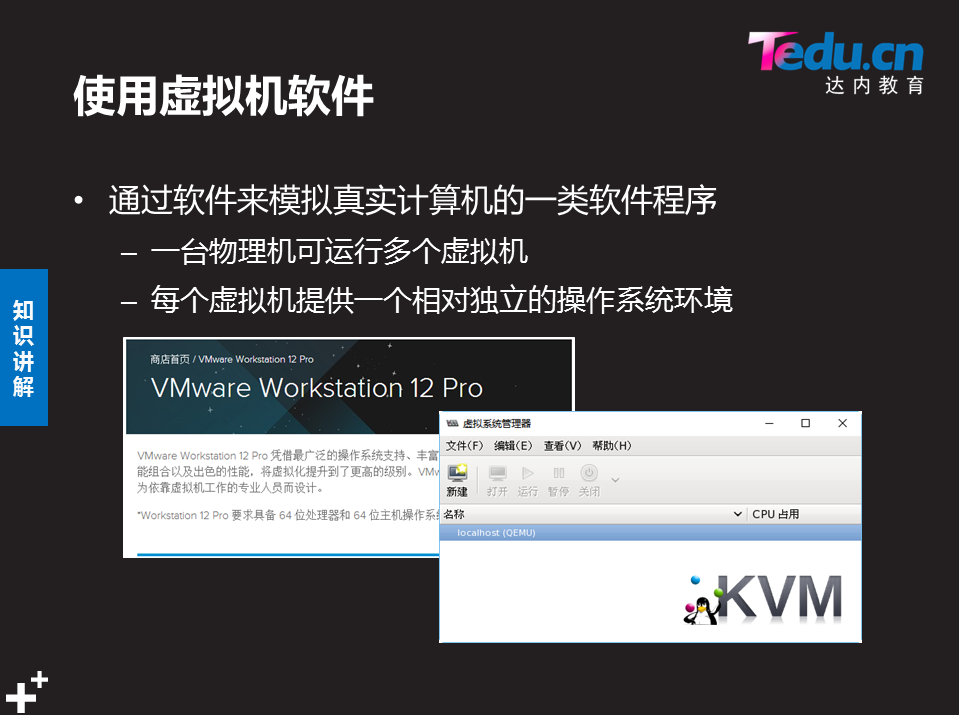 Tedu.cn
达内教育
使用虚拟机软件
• 通过软件来模拟真实计算机的一类软件程序
– 一台物理机可运行多个虚拟机
– 每个虚拟机提供一个相对独立的操作系统环境
知识讲解
商店首页 / VMware Workstation 12 Pro
VMware Workstation 12 Pro
VMware Workstation 12 Pro 凭借最广泛的操作系统支持、丰富
能组合以及出色的性能，将虚拟化提升到了更高的级别。VMw
为依靠虚拟机工作的专业人员而设计。
*Workstation 12 Pro 要求具备 64 位处理器和 64 位主机操作系统
虚拟系统管理器
文件(F) 编辑(E) 查看(V) 帮助(H)
新建 打开 运行 暂停 关闭
名称 CPU 占用
localhost (QEMU)
KVM